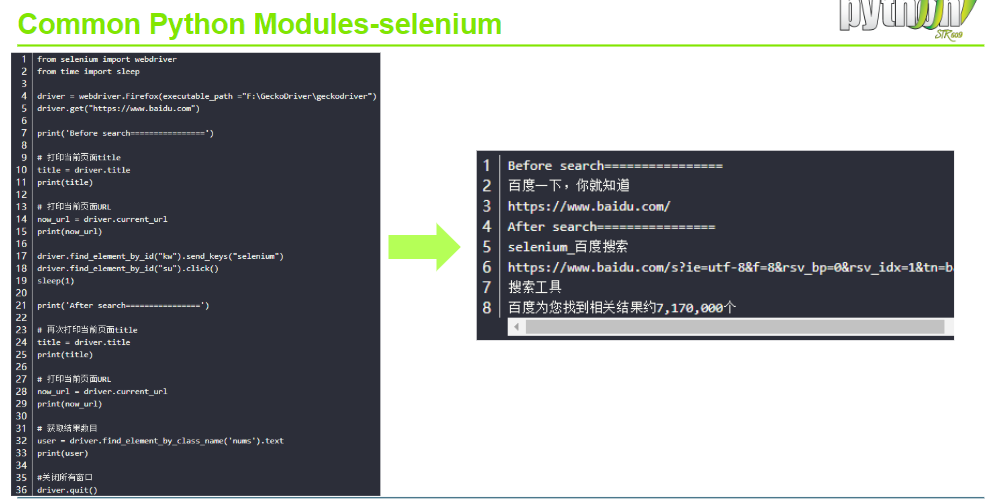 Common Python Modules-selenium
python
STR609
1 from selenium import webdriver
2 from time import sleep
3
4 driver = webdriver.Firefox(executable_path ="F:\GeckoDriver\geckodriver")
5 driver.get("https://www.baidu.com")
6
7 print('Before search================')
8
9 # 打印当前页面title
10 title = driver.title
11 print(title)
12
13 # 打印当前页面URL
14 now_url = driver.current_url
15 print(now_url)
16
17 driver.find_element_by_id("kw").send_keys("selenium")
18 driver.find_element_by_id("su").click()
19 sleep(1)
20
21 print('After search================')
22
23 # 再次打印当前页面title
24 title = driver.title
25 print(title)
26
27 # 打印当前页面URL
28 now_url = driver.current_url
29 print(now_url)
30
31 # 获取结果数目
32 user = driver.find_element_by_class_name('nums').text
33 print(user)
34
35 #关闭所有窗口
36 driver.quit()
1 Before search================
2 百度一下，你就知道
3 https://www.baidu.com/
4 After search================
5 selenium_百度搜索
6 https://www.baidu.com/s?ie=utf-8&f=8&rsv_bp=0&rsv_idx=1&tn=b
7 搜索工具
8 百度为您找到相关结果约7,170,000个